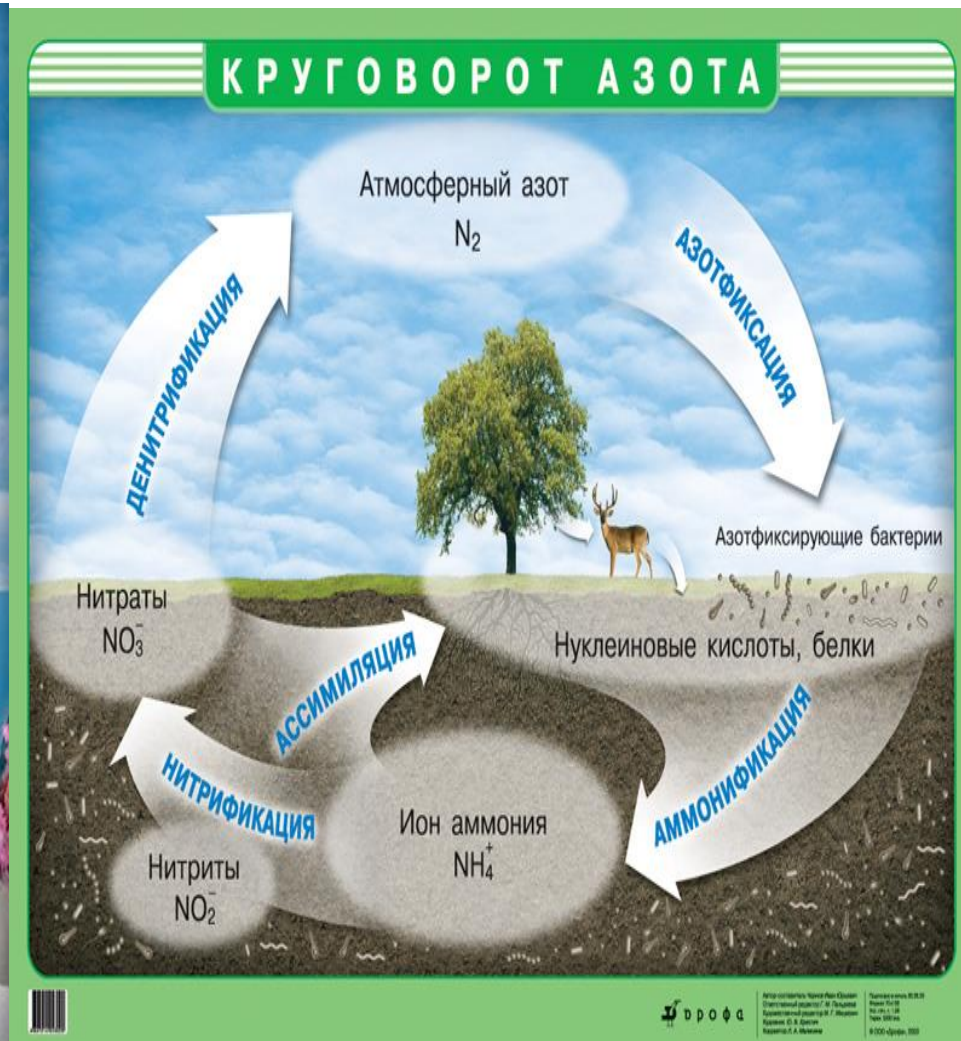 КРУГОВОРОТ АЗОТА
Атмосферный азот
N₂
АЗОТФИКСАЦИЯ
ДЕНИТРИФИКАЦИЯ
Азотфиксирующие бактерии
Нитраты
NO₃⁻
Нуклеиновые кислоты, белки
АССИМИЛЯЦИЯ
НИТРИФИКАЦИЯ
АММОНИФИКАЦИЯ
Ион аммония
NH₄⁺
Нитриты
NO₂⁻
дрофа